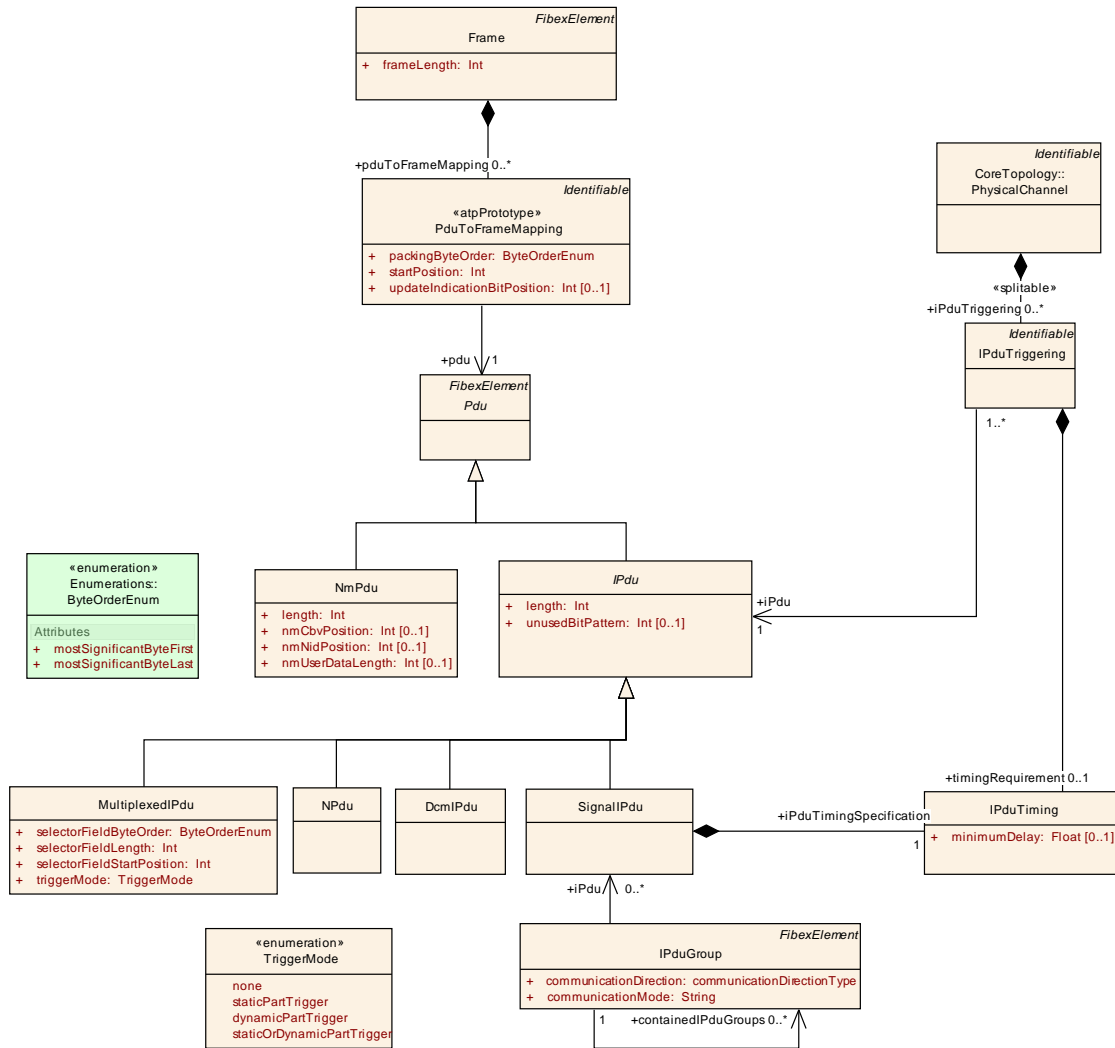 FibexElement
Frame
+ frameLength: Int
+pduToFrameMapping 0..*
Identifiable
«atpPrototype»
PduToFrameMapping
+ packingByteOrder: ByteOrderEnum
+ startPosition: Int
+ updateIndicationBitPosition: Int [0..1]
Identifiable
CoreTopology::
PhysicalChannel
«splitable»
+iPduTriggering 0..*
Identifiable
IPduTriggering
1..*
+pdu 1
FibexElement
Pdu
«enumeration»
Enumerations::
ByteOrderEnum
Attributes
+ mostSignificantByteFirst
+ mostSignificantByteLast
NmPdu
+ length: Int
+ nmCbvPosition: Int [0..1]
+ nmNidPosition: Int [0..1]
+ nmUserDataLength: Int [0..1]
IPdu
+ length: Int
+ unusedBitPattern: Int [0..1]
+iPdu
1
MultiplexedIPdu
+ selectorFieldByteOrder: ByteOrderEnum
+ selectorFieldLength: Int
+ selectorFieldStartPosition: Int
+ triggerMode: TriggerMode
NPdu
DcmIPdu
SignalIPdu
+iPduTimingSpecification
1
+timingRequirement 0..1
IPduTiming
+ minimumDelay: Float [0..1]
+iPdu 0..*
«enumeration»
TriggerMode
none
staticPartTrigger
dynamicPartTrigger
staticOrDynamicPartTrigger
FibexElement
IPduGroup
+ communicationDirection: communicationDirectionType
+ communicationMode: String
1 +containedIPduGroups 0..*